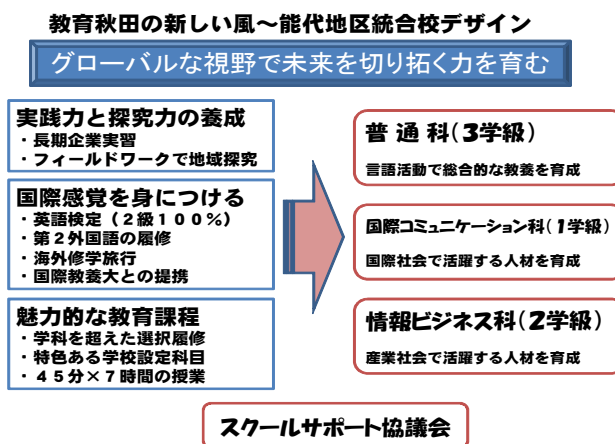 教育秋田の新しい風～能代地区統合校デザイン
グローバルな視野で未来を切り拓く力を育む
実践力と探究力の養成
・長期企業実習
・フィールドワークで地域探究
国際感覚を身につける
・英語検定（２級１００％）
・第２外国語の履修
・海外修学旅行
・国際教養大との提携
魅力的な教育課程
・学科を超えた選択履修
・特色ある学校設定科目
・４５分×７時間の授業
普 通 科（３学級）
言語活動で総合的な教養を育成
国際コミュニケーション科（１学級）
国際社会で活躍する人材を育成
情報ビジネス科（２学級）
産業社会で活躍する人材を育成
スクールサポート協議会